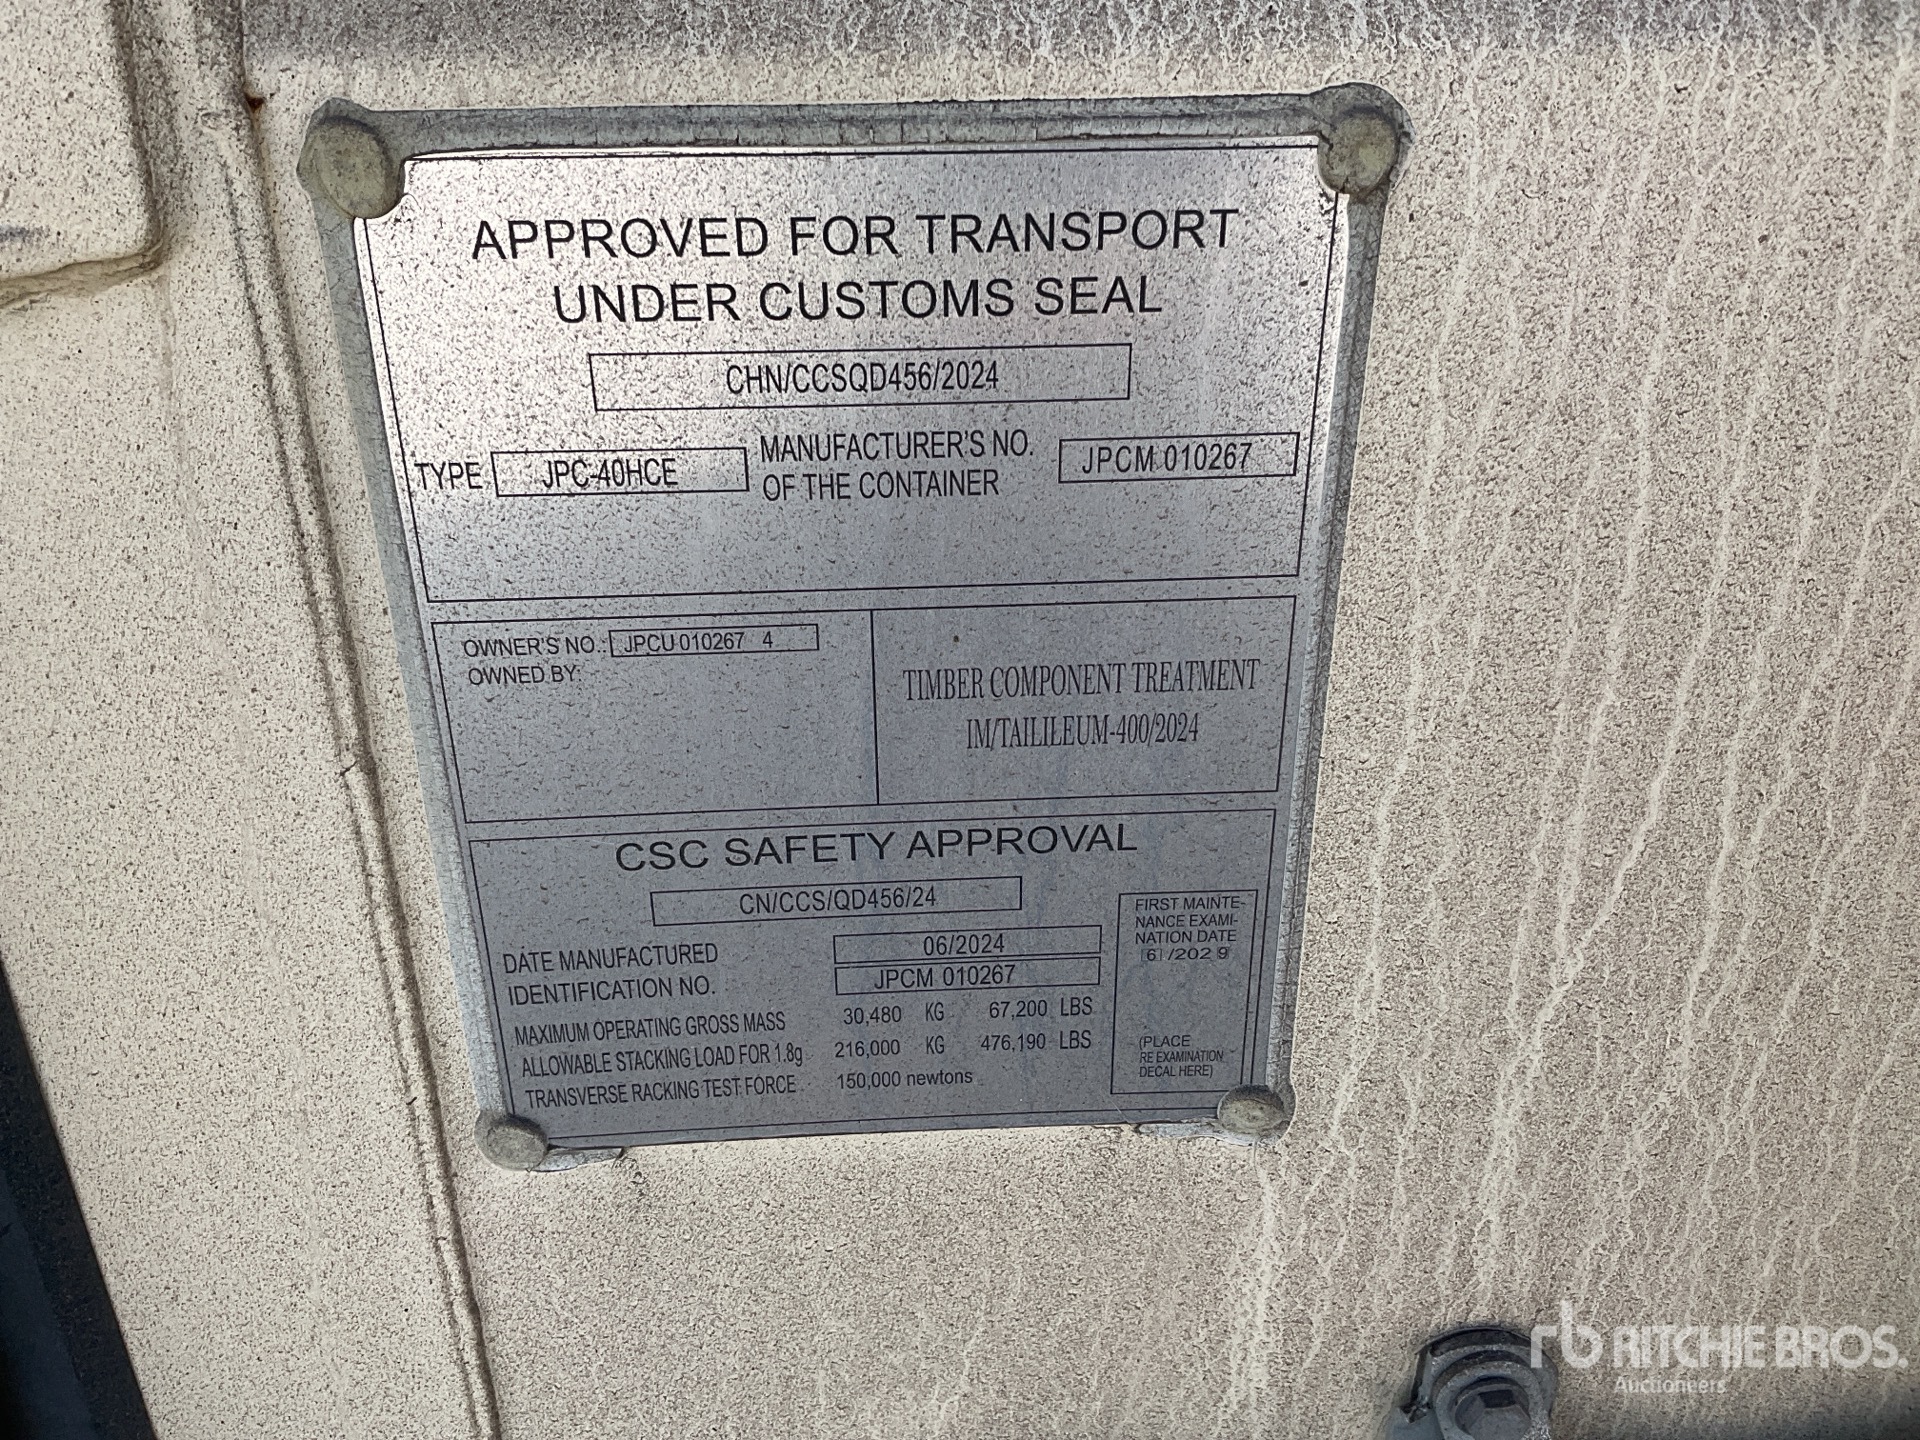 APPROVED FOR TRANSPORT
UNDER CUSTOMS SEAL
CHN/CCSQD456/2024
TYPE JPC-40HCE MANUFACTURER'S NO. OF THE CONTAINER JPCM 010267
OWNER'S NO.: JPCU 010267 4
OWNED BY:
TIMBER COMPONENT TREATMENT
IM/TAILILEUM-400/2024
CSC SAFETY APPROVAL
CN/CCS/QD456/24
DATE MANUFACTURED 06/2024
IDENTIFICATION NO. JPCM 010267
MAXIMUM OPERATING GROSS MASS 30,480 KG 67,200 LBS
ALLOWABLE STACKING LOAD FOR 1.8g 216,000 KG 476,190 LBS
TRANSVERSE RACKING TEST FORCE 150,000 newtons
FIRST MAINTE-
NANCE EXAMI-
NATION DATE
6 /2029
(PLACE
RE EXAMINATION
DECAL HERE)
rb RITCHIE BROS.
Auctioneers